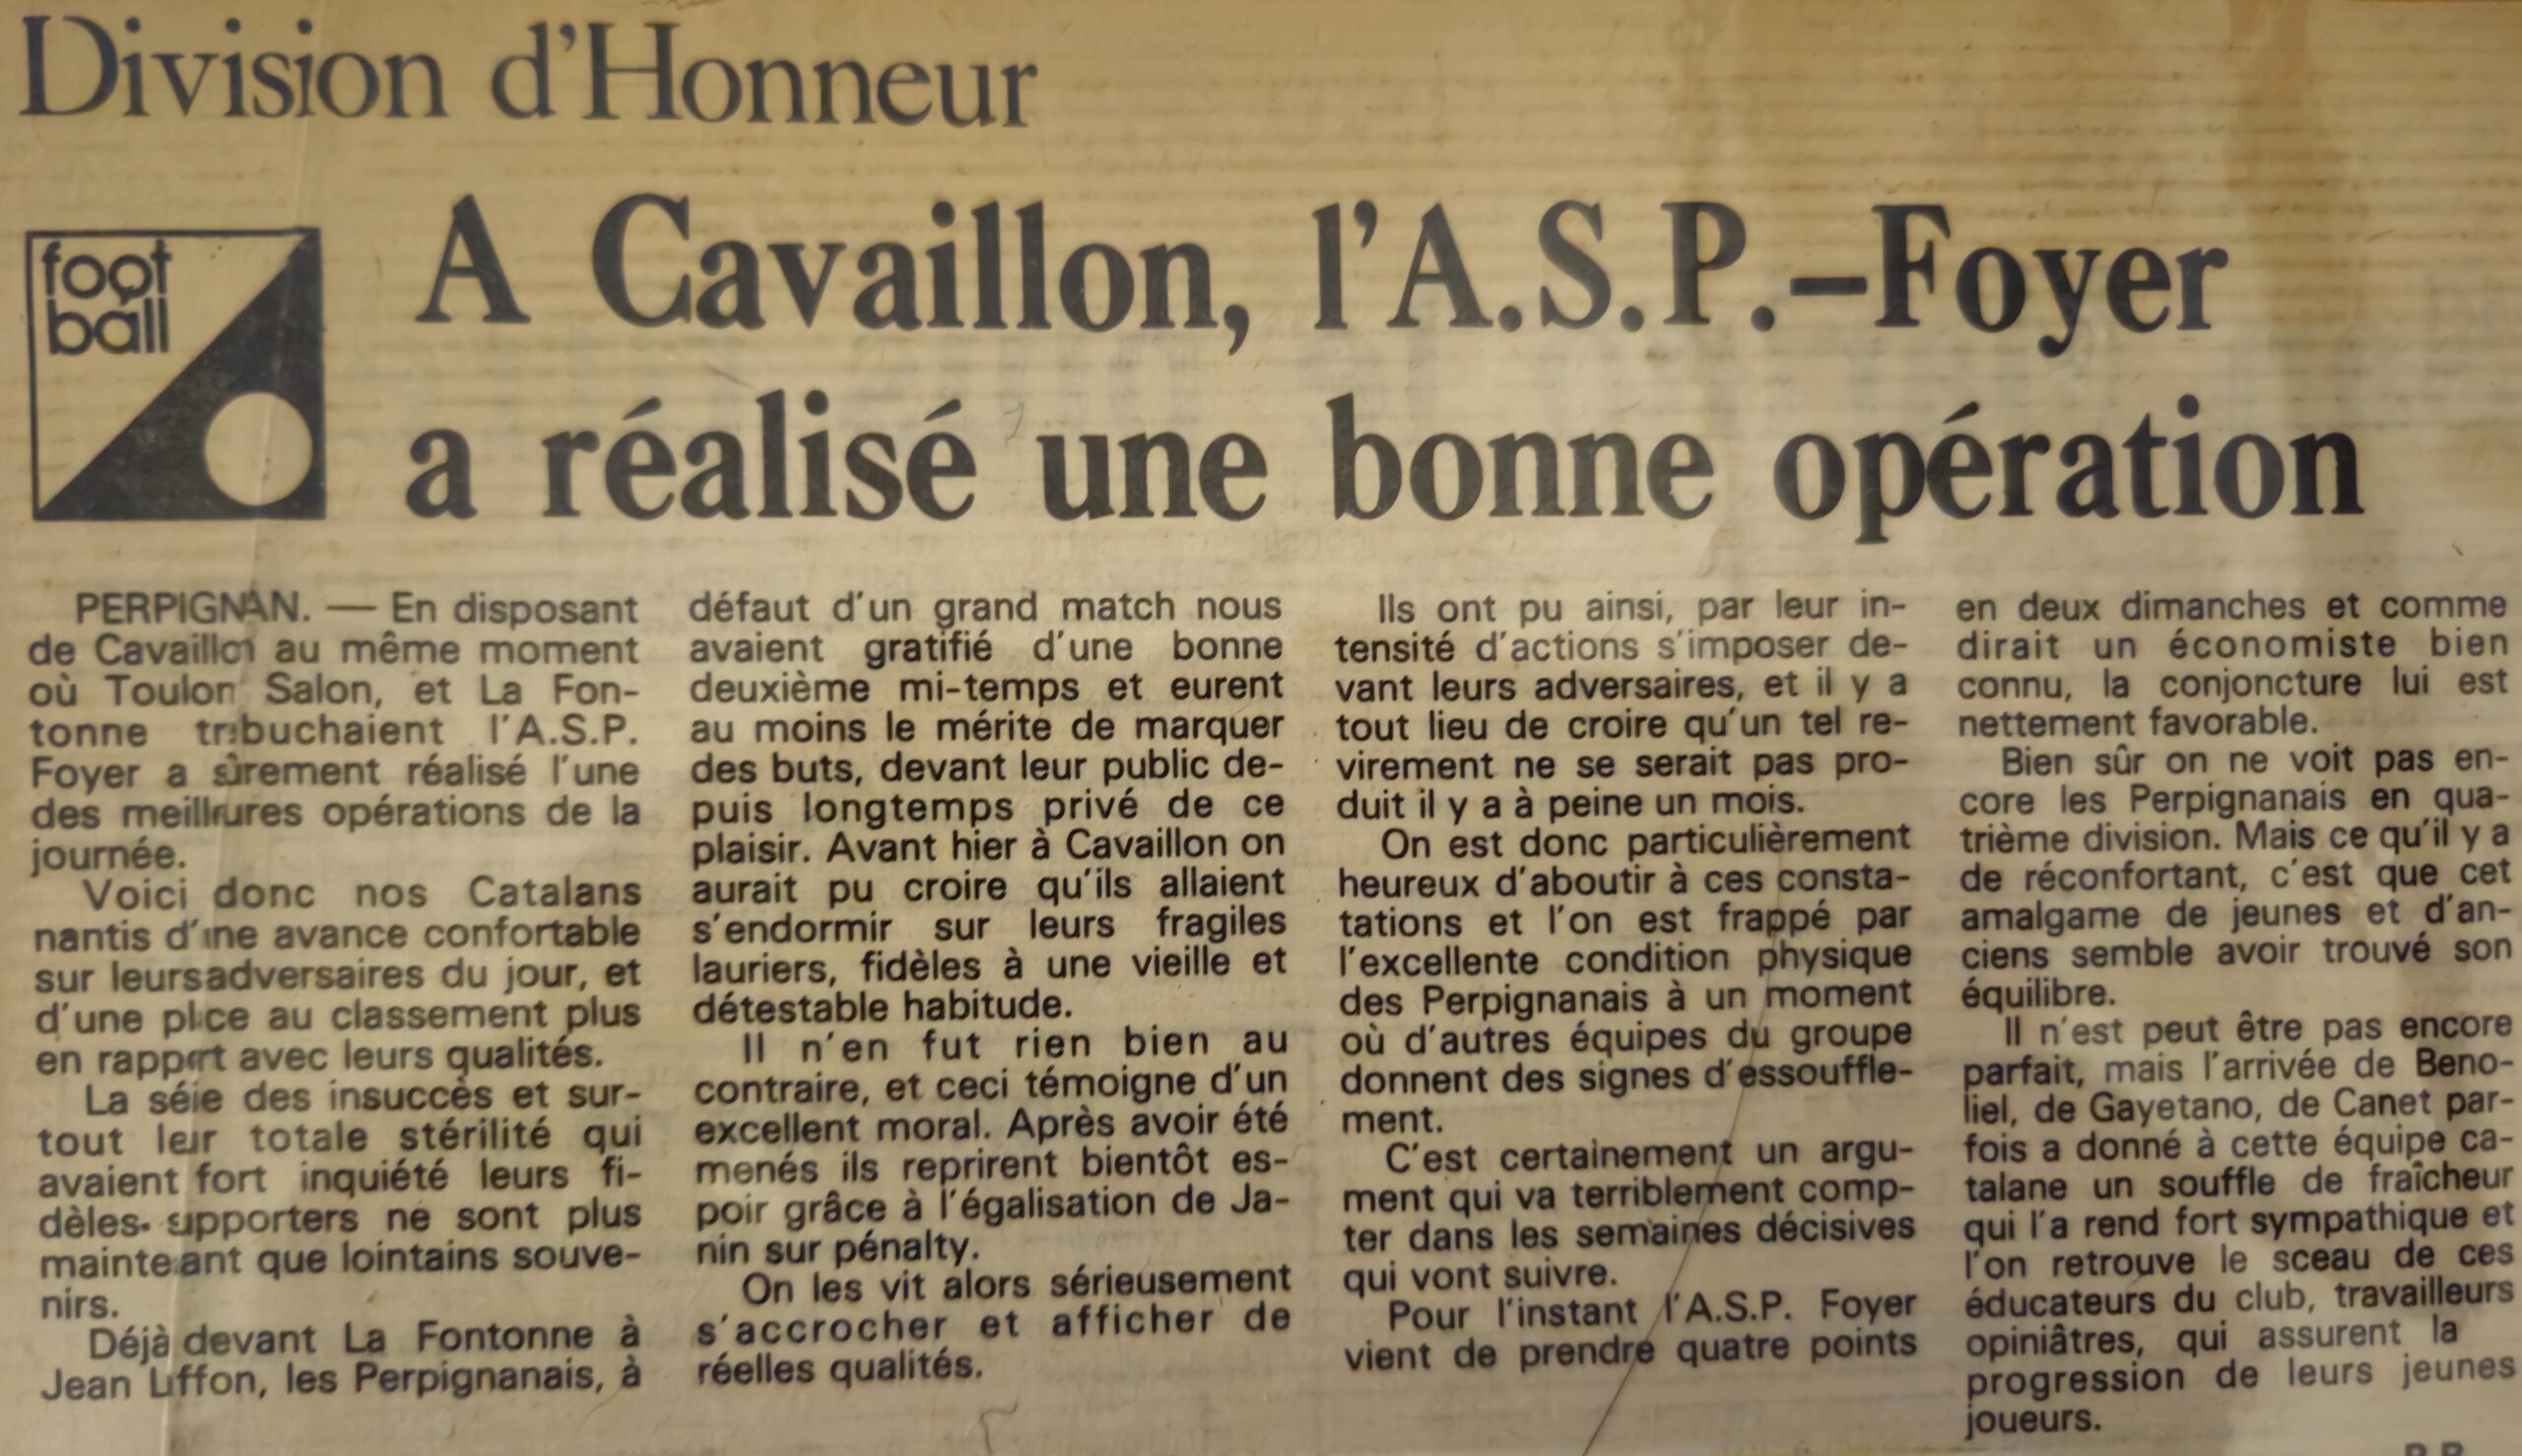 Division d'Honneur
foot
ball
A Cavaillon, l'A.S.P.-Foyer
a réalisé une bonne opération
PERPIGNAN. — En disposant
de Cavaillon au même moment
où Toulon Salon, et La Fon-
tonne trébuchaient l'A.S.P.
Foyer a sûrement réalisé l'une
des meilleures opérations de la
journée.
Voici donc nos Catalans
nantis d'une avance confortable
sur leurs adversaires du jour, et
d'une place au classement plus
en rapport avec leurs qualités.
La série des insuccès et sur-
tout leur totale stérilité qui
avaient fort inquiété leurs fi-
dèles supporters ne sont plus
maintenant que lointains souve-
nirs.
Déjà devant La Fontonne à
Jean Liffon, les Perpignanais, à
défaut d'un grand match nous
avaient gratifié d'une bonne
deuxième mi-temps et eurent
au moins le mérite de marquer
des buts, devant leur public de-
puis longtemps privé de ce
plaisir. Avant hier à Cavaillon on
aurait pu croire qu'ils allaient
s'endormir sur leurs fragiles
lauriers, fidèles à une vieille et
détestable habitude.
Il n'en fut rien bien au
contraire, et ceci témoigne d'un
excellent moral. Après avoir été
menés ils reprirent bientôt es-
poir grâce à l'égalisation de Ja-
nin sur pénalty.
On les vit alors sérieusement
s'accrocher et afficher de
réelles qualités.
Ils ont pu ainsi, par leur in-
tensité d'actions s'imposer de-
vant leurs adversaires, et il y a
tout lieu de croire qu'un tel re-
virement ne se serait pas pro-
duit il y a à peine un mois.
On est donc particulièrement
heureux d'aboutir à ces consta-
tations et l'on est frappé par
l'excellente condition physique
des Perpignanais à un moment
où d'autres équipes du groupe
donnent des signes d'essouffle-
ment.
C'est certainement un argu-
ment qui va terriblement comp-
ter dans les semaines décisives
qui vont suivre.
Pour l'instant l'A.S.P. Foyer
vient de prendre quatre points
en deux dimanches et comme
dirait un économiste bien
connu, la conjoncture lui est
nettement favorable.
Bien sûr on ne voit pas en-
core les Perpignanais en qua-
trième division. Mais ce qu'il y a
de réconfortant, c'est que cet
amalgame de jeunes et d'an-
ciens semble avoir trouvé son
équilibre.
Il n'est peut être pas encore
parfait, mais l'arrivée de Beno-
liel, de Gayetano, de Canet par-
fois a donné à cette équipe ca-
talane un souffle de fraîcheur
qui l'a rend fort sympathique et
l'on retrouve le sceau de ces
éducateurs du club, travailleurs
opiniâtres, qui assurent la
progression de leurs jeunes
joueurs.